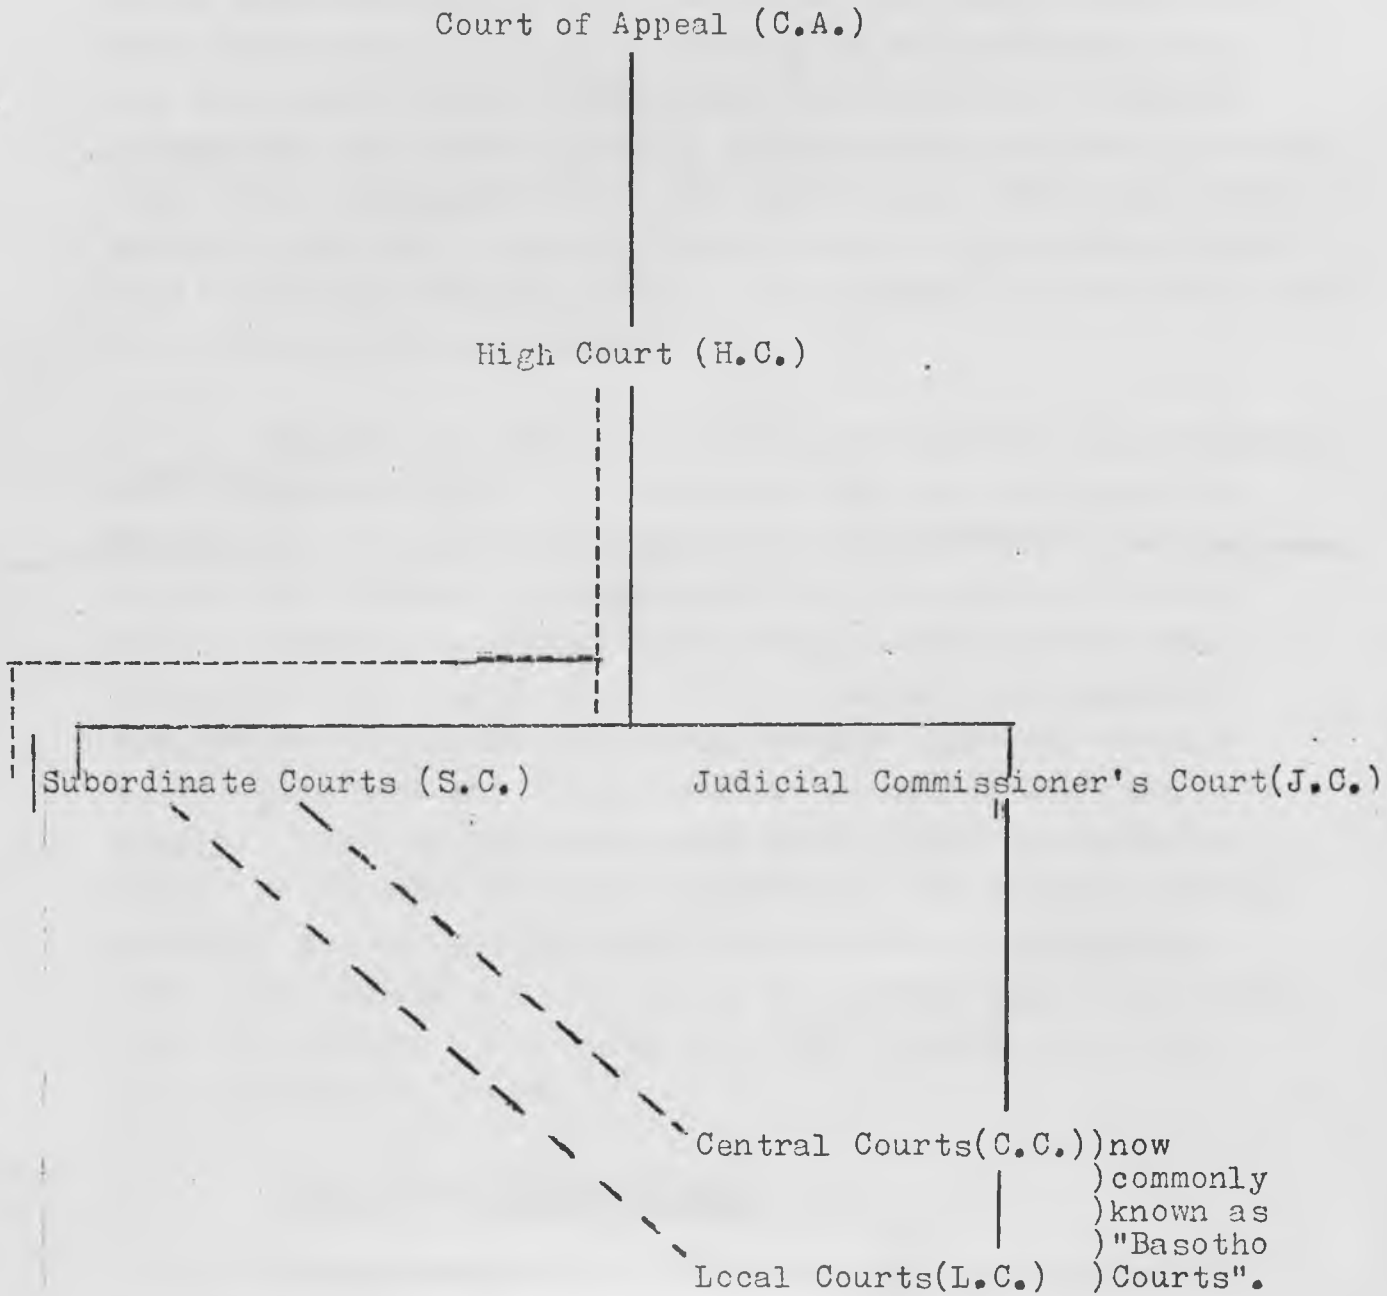 Court of Appeal (C.A.)
High Court (H.C.)
Subordinate Courts (S.C.) Judicial Commissioner's Court(J.C.)
Central Courts(C.C.))now
)commonly
)known as
)"Basotho
Local Courts(L.C.) )Courts".